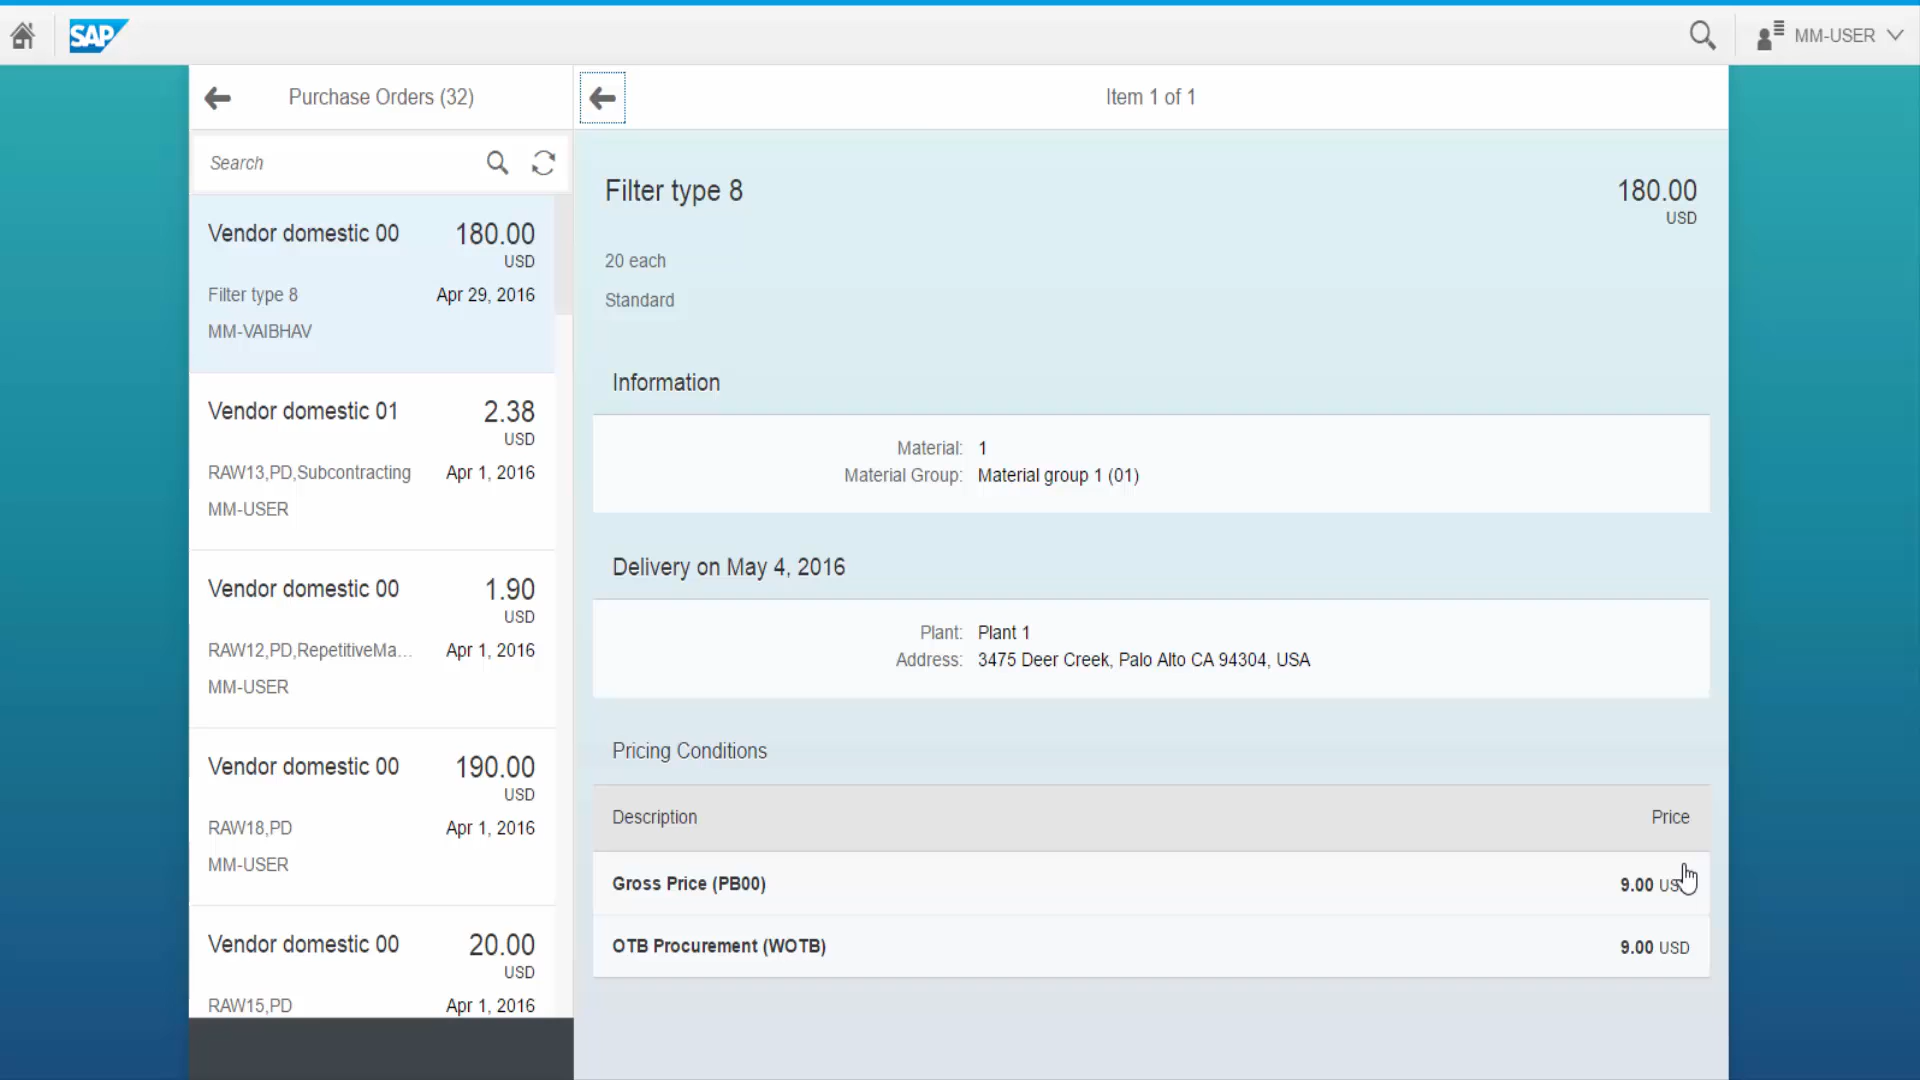 SAP
MM-USER
Purchase Orders (32)
Item 1 of 1
Search
Vendor domestic 00
180.00
USD
Filter type 8
Apr 29, 2016
MM-VAIBHAV
Vendor domestic 01
2.38
USD
RAW13,PD,Subcontracting
Apr 1, 2016
MM-USER
Vendor domestic 00
1.90
USD
RAW12,PD,RepetitiveMa...
Apr 1, 2016
MM-USER
Vendor domestic 00
190.00
USD
RAW18,PD
Apr 1, 2016
MM-USER
Vendor domestic 00
20.00
USD
RAW15,PD
Apr 1, 2016
Filter type 8
180.00
USD
20 each
Standard
Information
Material: 1
Material Group: Material group 1 (01)
Delivery on May 4, 2016
Plant: Plant 1
Address: 3475 Deer Creek, Palo Alto CA 94304, USA
Pricing Conditions
Description Price
Gross Price (PB00) 9.00
OTB Procurement (WOTB) 9.00 USD